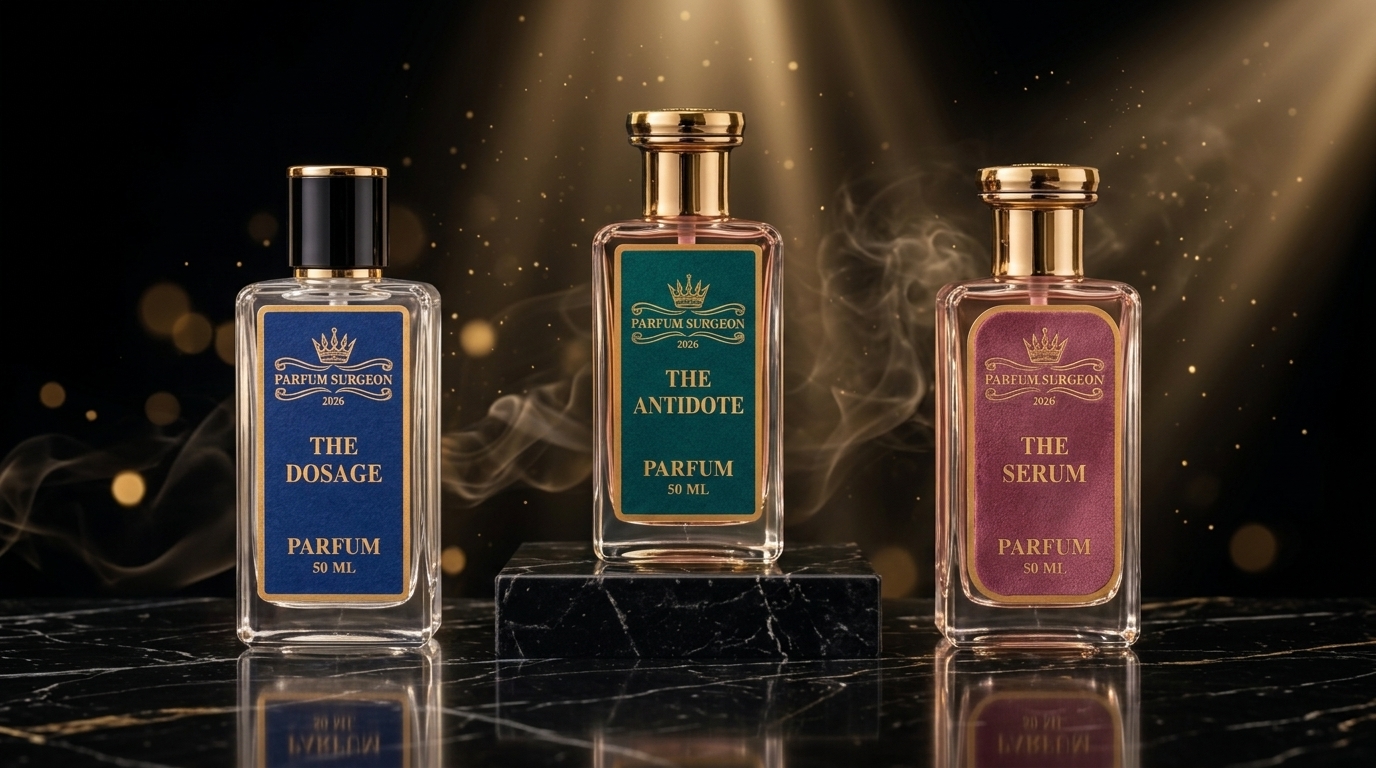 PARFUM SURGEON
2026
THE
DOSAGE
PARFUM
50 ML
PARFUM SURGEON
2026
THE
ANTIDOTE
PARFUM
50 ML
PARFUM SURGEON
2026
THE
SERUM
PARFUM
50 ML